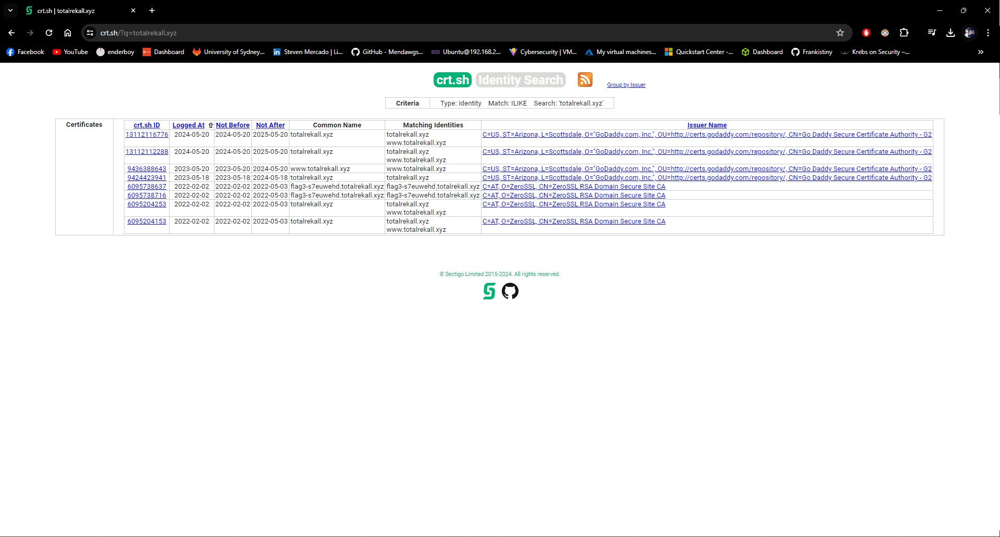 crt.sh | totalrekall.xyz
crt.sh/?q=totalrekall.xyz
Facebook YouTube enderboy Dashboard University of Sydney... Steven Mercado | Li... GitHub - Mendawgs... Ubuntu@192.168.2... Cybersecurity | VM... My virtual machines... Quickstart Center -... Dashboard Frankistiny Krebs on Security –...
crt.sh Identity Search Group by Issuer
Criteria Type: Identity Match: ILIKE Search: 'totalrekall.xyz'
Certificates crt.sh ID Logged At ⇧ Not Before Not After Common Name Matching Identities Issuer Name
13112116776 2024-05-20 2024-05-20 2025-05-20 totalrekall.xyz totalrekall.xyz C=US, ST=Arizona, L=Scottsdale, O="GoDaddy.com, Inc.", OU=http://certs.godaddy.com/repository/, CN=Go Daddy Secure Certificate Authority - G2
www.totalrekall.xyz
13112112288 2024-05-20 2024-05-20 2025-05-20 totalrekall.xyz totalrekall.xyz C=US, ST=Arizona, L=Scottsdale, O="GoDaddy.com, Inc.", OU=http://certs.godaddy.com/repository/, CN=Go Daddy Secure Certificate Authority - G2
www.totalrekall.xyz
9436388643 2023-05-20 2023-05-20 2024-05-20 www.totalrekall.xyz www.totalrekall.xyz C=US, ST=Arizona, L=Scottsdale, O="GoDaddy.com, Inc.", OU=http://certs.godaddy.com/repository/, CN=Go Daddy Secure Certificate Authority - G2
9424423941 2023-05-18 2023-05-18 2024-05-18 totalrekall.xyz totalrekall.xyz C=US, ST=Arizona, L=Scottsdale, O="GoDaddy.com, Inc.", OU=http://certs.godaddy.com/repository/, CN=Go Daddy Secure Certificate Authority - G2
6095738637 2022-02-02 2022-02-02 2022-05-03 flag3-s7euwehd.totalrekall.xyz flag3-s7euwehd.totalrekall.xyz C=AT, O=ZeroSSL, CN=ZeroSSL RSA Domain Secure Site CA
6095738716 2022-02-02 2022-02-02 2022-05-03 flag3-s7euwehd.totalrekall.xyz flag3-s7euwehd.totalrekall.xyz C=AT, O=ZeroSSL, CN=ZeroSSL RSA Domain Secure Site CA
6095204253 2022-02-02 2022-02-02 2022-05-03 totalrekall.xyz totalrekall.xyz C=AT, O=ZeroSSL, CN=ZeroSSL RSA Domain Secure Site CA
www.totalrekall.xyz
6095204153 2022-02-02 2022-02-02 2022-05-03 totalrekall.xyz totalrekall.xyz C=AT, O=ZeroSSL, CN=ZeroSSL RSA Domain Secure Site CA
www.totalrekall.xyz
© Sectigo Limited 2015-2024. All rights reserved.